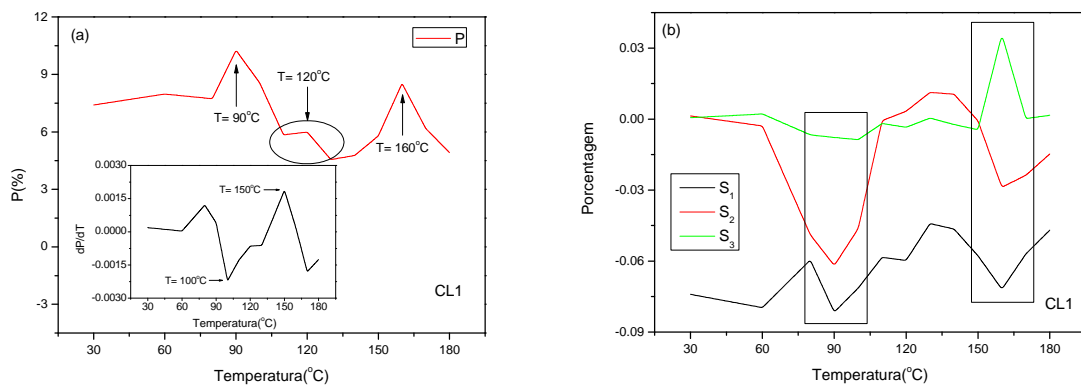 (a)
P
T= 90°C
T= 120°C
T= 160°C
CL1
12
9
6
3
0
-3
P(%)
30 60 90 120 150 180
Temperatura(°C)
0.0030
0.0015
0.0000
-0.0015
-0.0030
dP/dT
T= 150°C
T= 100°C
30 60 90 120 150 180
Temperatura(°C)
(b)
0.03
0.00
-0.03
-0.06
-0.09
Porcentagem
S₁
S₂
S₃
CL1
30 60 90 120 150 180
Temperatura(°C)